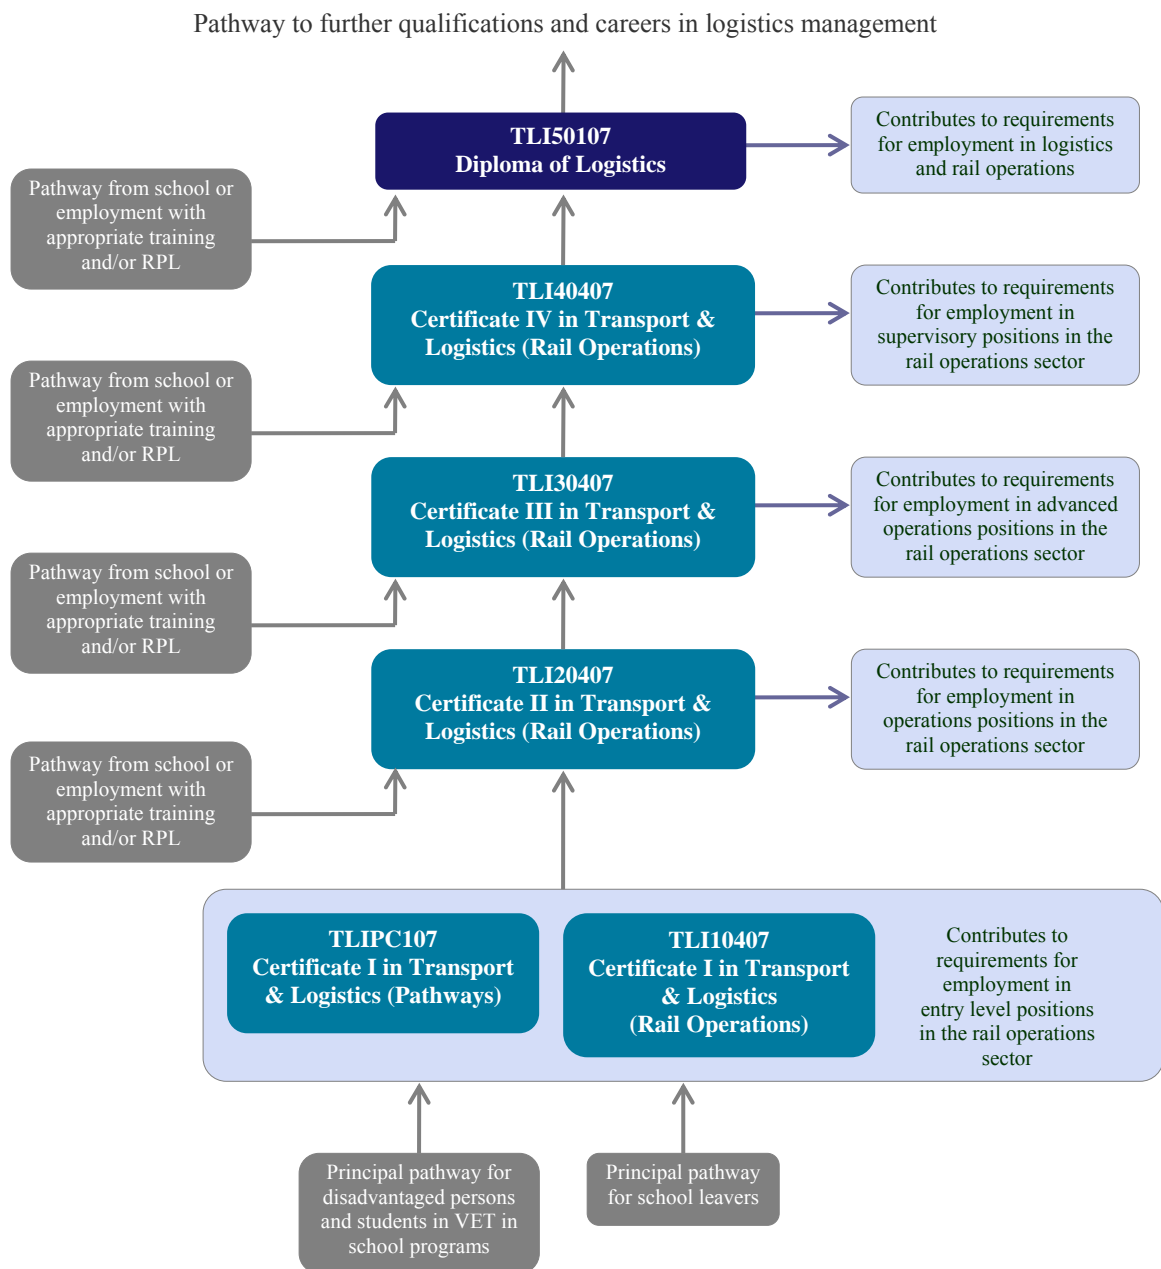 Pathway to further qualifications and careers in logistics management
TLI50107
Diploma of Logistics
Contributes to requirements
for employment in logistics
and rail operations
Pathway from school or
employment with
appropriate training
and/or RPL
TLI40407
Certificate IV in Transport &
Logistics (Rail Operations)
Contributes to requirements
for employment in
supervisory positions in the
rail operations sector
Pathway from school or
employment with
appropriate training
and/or RPL
TLI30407
Certificate III in Transport &
Logistics (Rail Operations)
Contributes to requirements
for employment in advanced
operations positions in the
rail operations sector
Pathway from school or
employment with
appropriate training
and/or RPL
TLI20407
Certificate II in Transport &
Logistics (Rail Operations)
Contributes to requirements
for employment in
operations positions in the
rail operations sector
Pathway from school or
employment with
appropriate training
and/or RPL
TLIPC107
Certificate I in Transport
& Logistics (Pathways)
TLI10407
Certificate I in Transport
& Logistics
(Rail Operations)
Contributes to
requirements for
employment in
entry level positions
in the rail operations
sector
Principal pathway for
disadvantaged persons
and students in VET in
school programs
Principal pathway
for school leavers